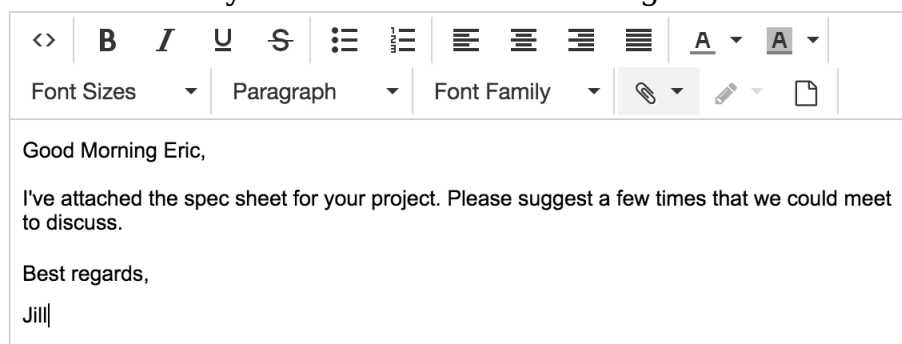 <> B I U S A A
Font Sizes Paragraph Font Family
Good Morning Eric,
I've attached the spec sheet for your project. Please suggest a few times that we could meet
to discuss.
Best regards,
Jill